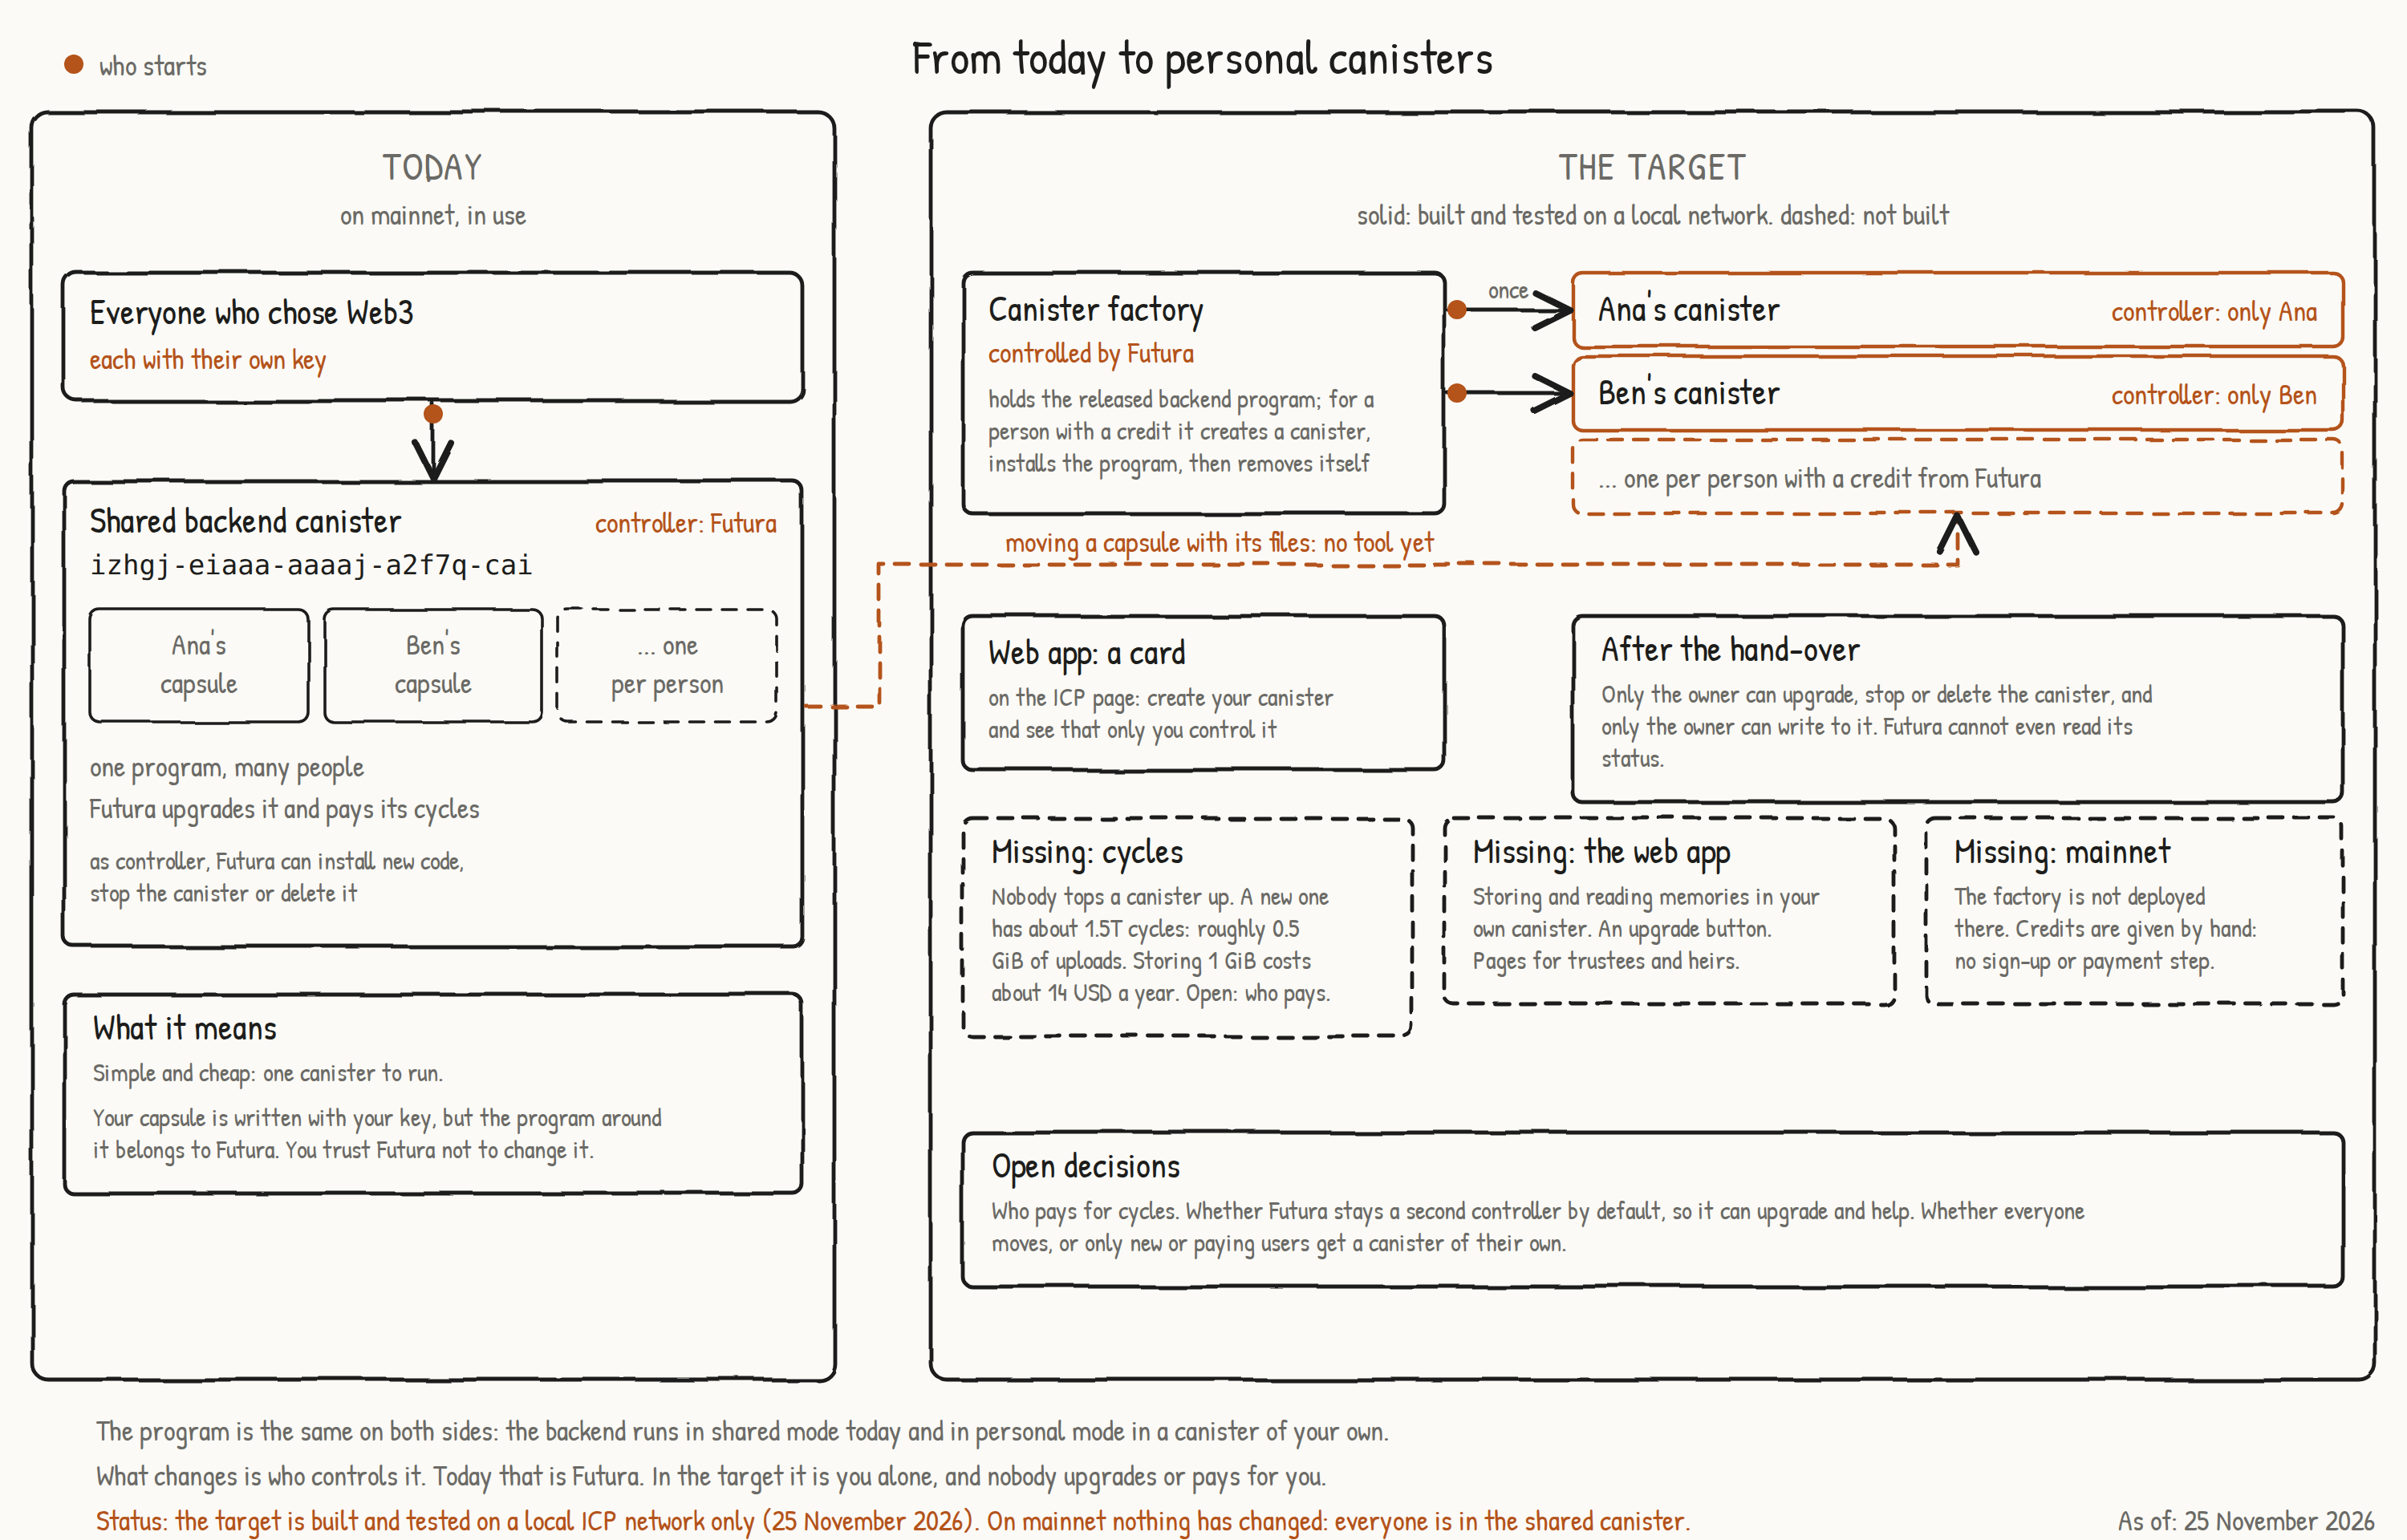 who starts
From today to personal canisters
TODAY
on mainnet, in use
Everyone who chose Web3
each with their own key
Shared backend canister
controller: Futura
izhgj-eiaaa-aaaaj-a2f7q-cai
Ana's
capsule
Ben's
capsule
... one
per person
one program, many people
Futura upgrades it and pays its cycles
as controller, Futura can install new code,
stop the canister or delete it
What it means
Simple and cheap: one canister to run.
Your capsule is written with your key, but the program around
it belongs to Futura. You trust Futura not to change it.
THE TARGET
solid: built and tested on a local network. dashed: not built
Canister factory
controlled by Futura
holds the released backend program; for a
person with a credit it creates a canister,
installs the program, then removes itself
once
Ana's canister
controller: only Ana
Ben's canister
controller: only Ben
... one per person with a credit from Futura
moving a capsule with its files: no tool yet
Web app: a card
on the ICP page: create your canister
and see that only you control it
After the hand-over
Only the owner can upgrade, stop or delete the canister, and
only the owner can write to it. Futura cannot even read its
status.
Missing: cycles
Nobody tops a canister up. A new one
has about 1.5T cycles: roughly 0.5
GiB of uploads. Storing 1 GiB costs
about 14 USD a year. Open: who pays.
Missing: the web app
Storing and reading memories in your
own canister. An upgrade button.
Pages for trustees and heirs.
Missing: mainnet
The factory is not deployed
there. Credits are given by hand:
no sign-up or payment step.
Open decisions
Who pays for cycles. Whether Futura stays a second controller by default, so it can upgrade and help. Whether everyone
moves, or only new or paying users get a canister of their own.
The program is the same on both sides: the backend runs in shared mode today and in personal mode in a canister of your own.
What changes is who controls it. Today that is Futura. In the target it is you alone, and nobody upgrades or pays for you.
Status: the target is built and tested on a local ICP network only (25 November 2026). On mainnet nothing has changed: everyone is in the shared canister.
As of: 25 November 2026